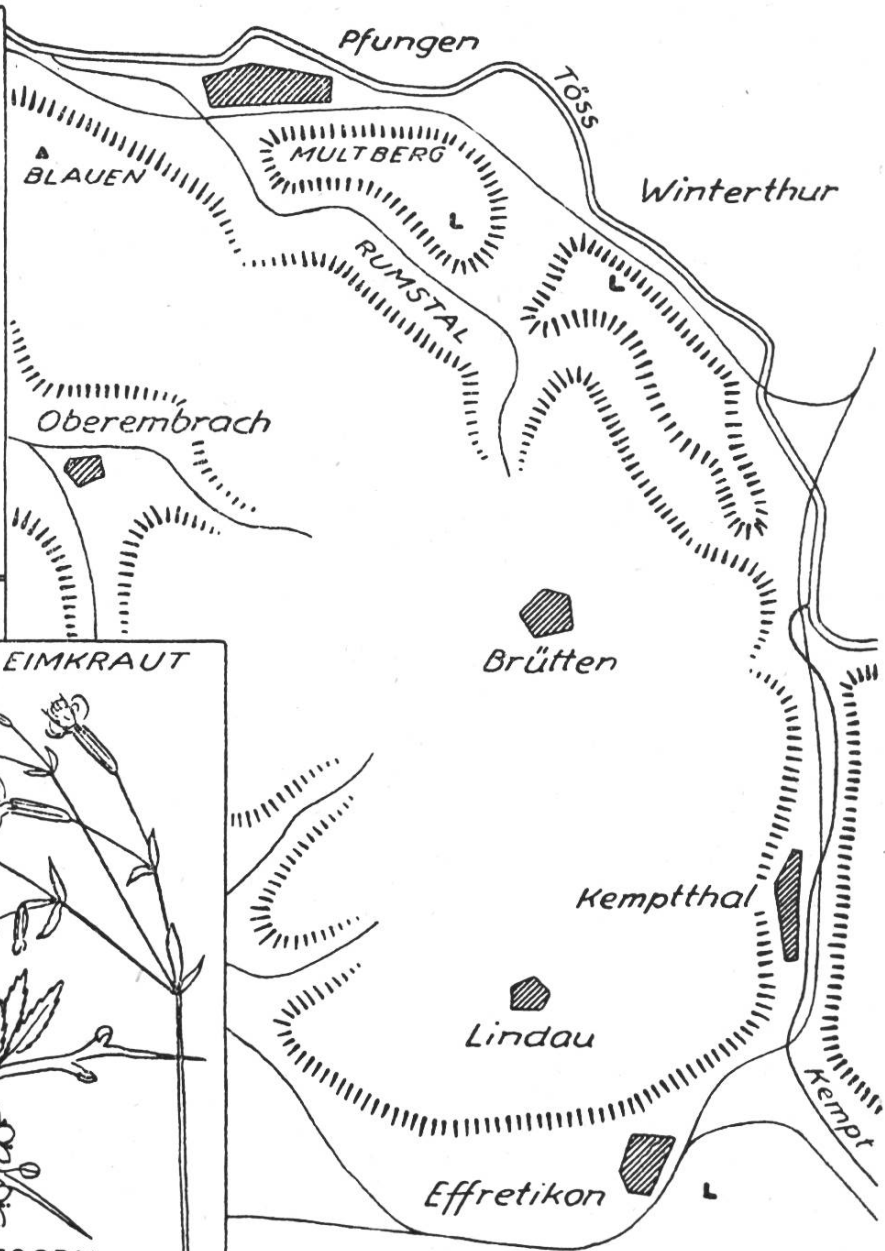 Pfungen
Töss
MULTBERG
BLAUEN
Winterthur
L
L
RUMSTAL
Oberembrach
Brütten
EIMKRAUT
Kemptthal
Lindau
Kempt
Effretikon
L